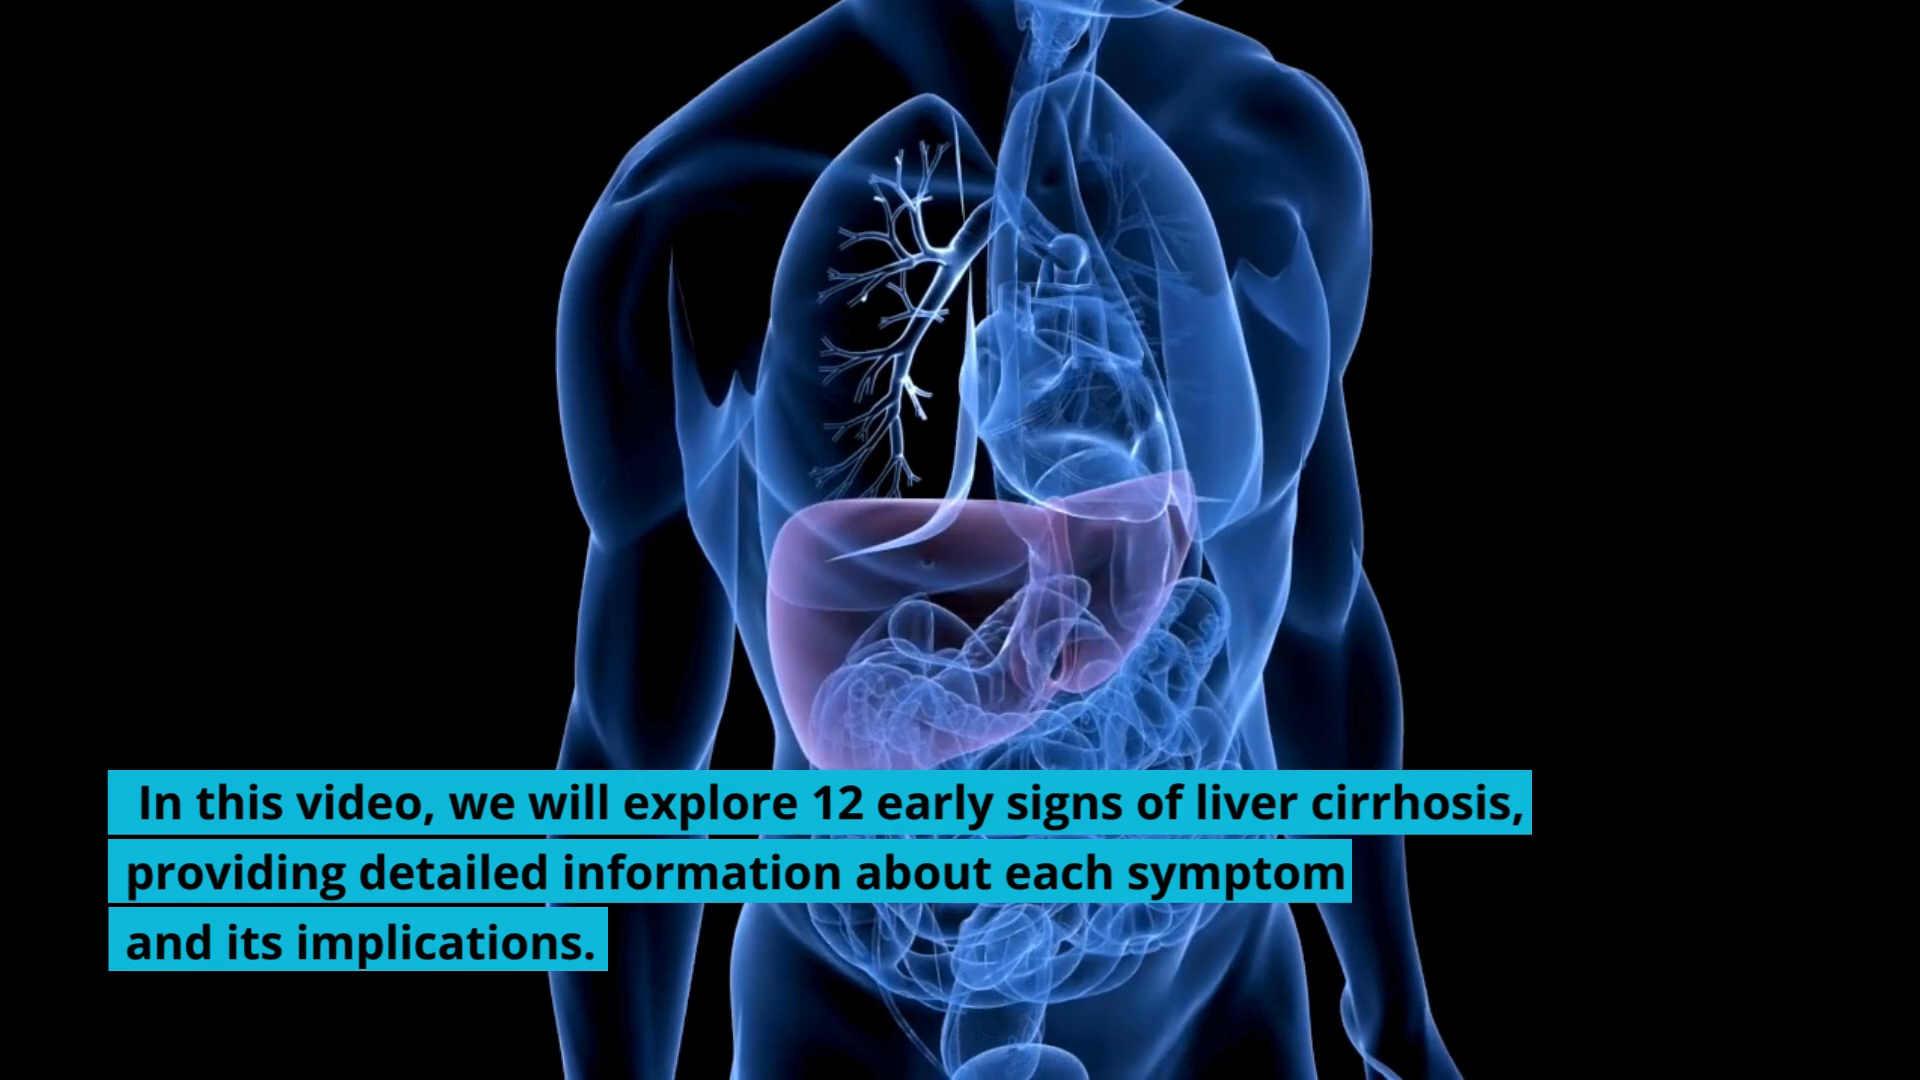 In this video, we will explore 12 early signs of liver cirrhosis,
providing detailed information about each symptom
and its implications.